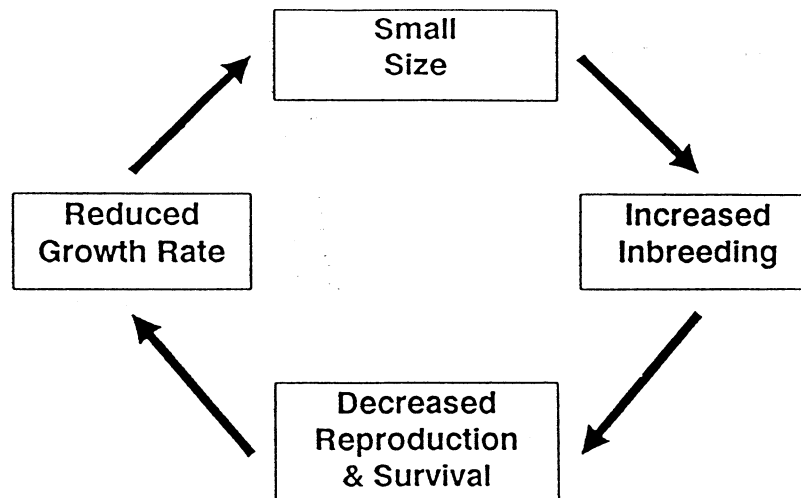 Small
Size
Reduced
Growth Rate
Increased
Inbreeding
Decreased
Reproduction
& Survival